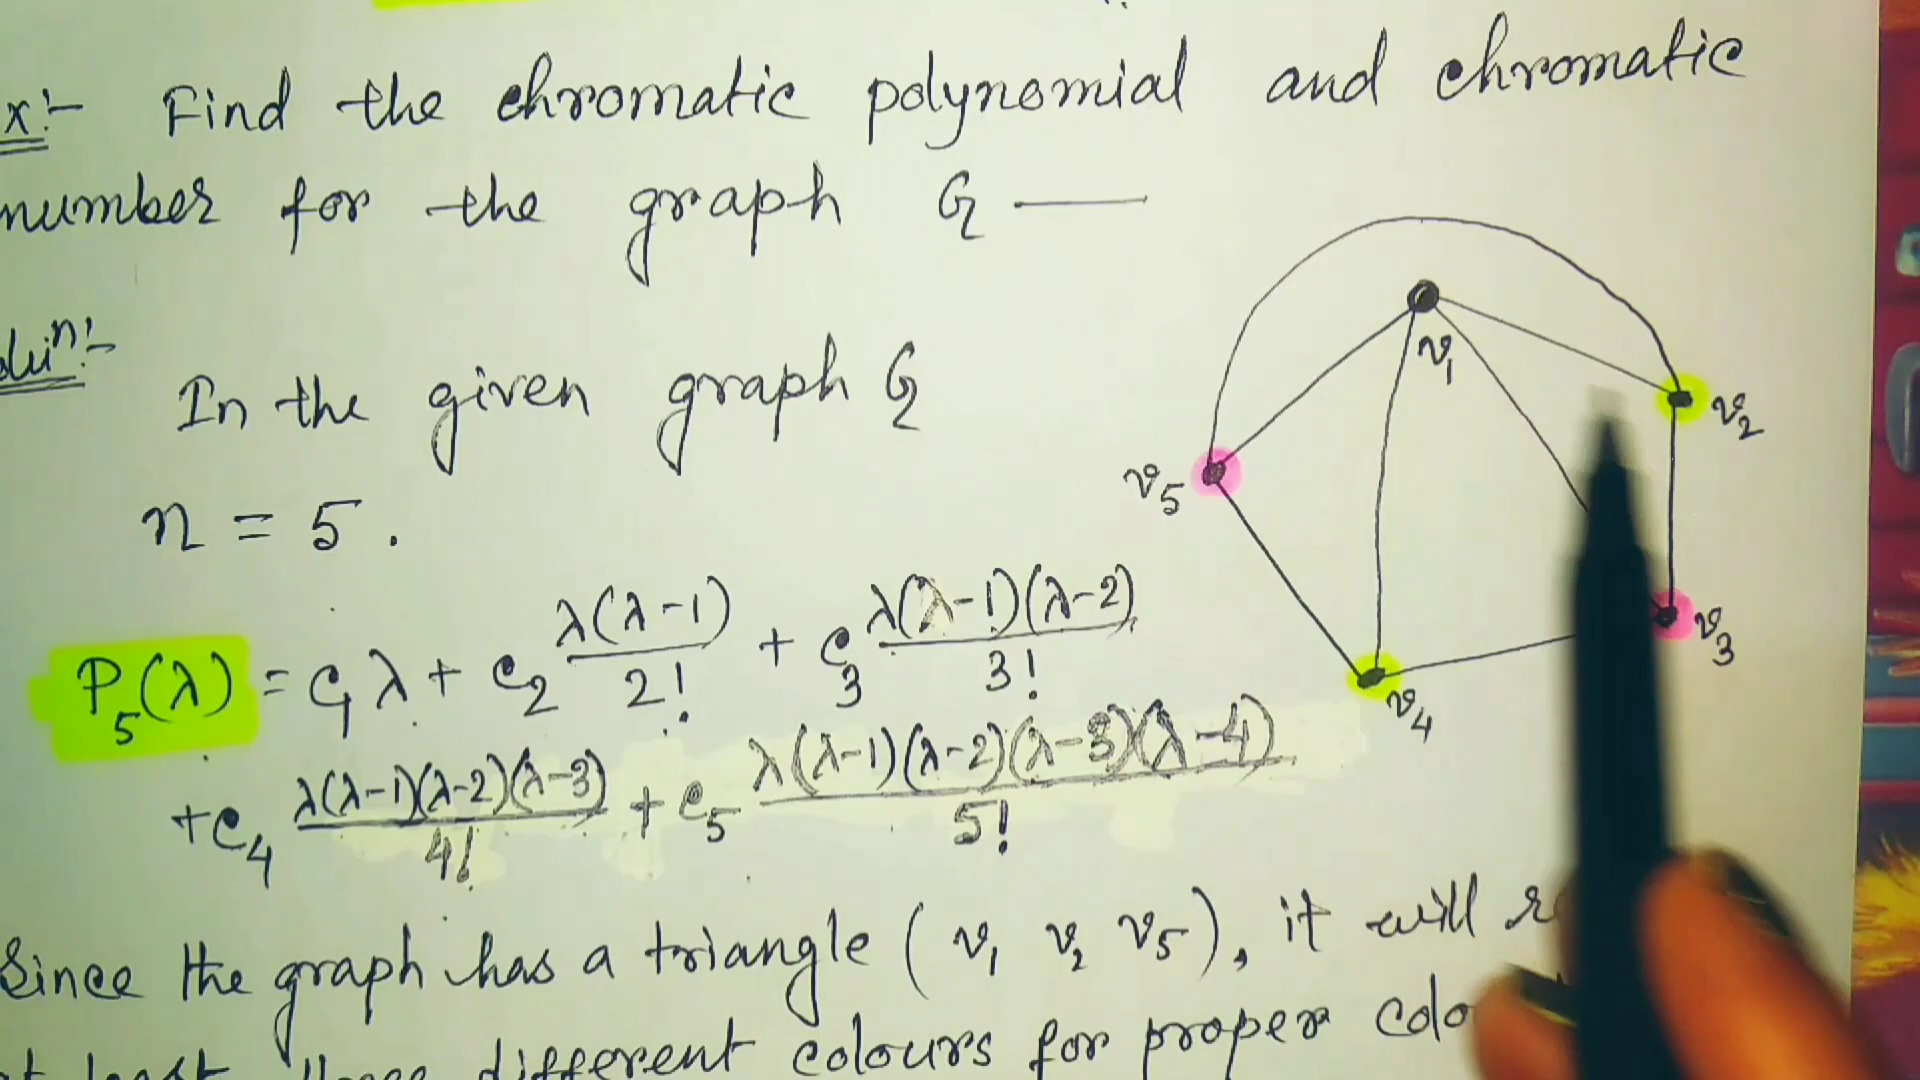 x:- Find the chromatic polynomial and chromatic
number for the graph G —
In the given graph G
n = 5.
P₅(λ) = c₁λ + c₂ λ(λ-1)/2! + c₃ λ(λ-1)(λ-2)/3!
+ c₄ λ(λ-1)(λ-2)(λ-3)/4! + c₅ λ(λ-1)(λ-2)(λ-3)(λ-4)/5!
Since the graph has a triangle (v₁ v₂ v₅), it will
different colours for proper
v₁
v₂
v₅
v₃
v₄